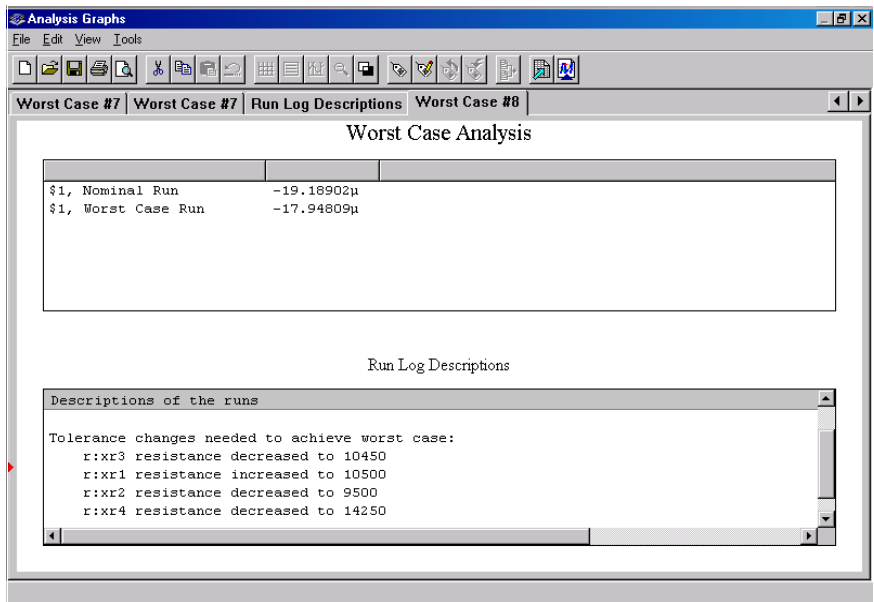 Analysis Graphs
File Edit View Tools
Worst Case #7 Worst Case #7 Run Log Descriptions Worst Case #8
Worst Case Analysis
$1, Nominal Run -19.18902µ
$1, Worst Case Run -17.94809µ
Run Log Descriptions
Descriptions of the runs
Tolerance changes needed to achieve worst case:
r:xr3 resistance decreased to 10450
r:xr1 resistance increased to 10500
r:xr2 resistance decreased to 9500
r:xr4 resistance decreased to 14250